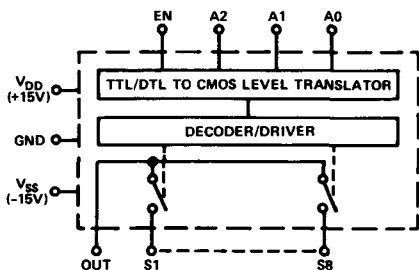 EN A2 A1 A0
TTL/DTL TO CMOS LEVEL TRANSLATOR
VDD
(+15V)
DECODER/DRIVER
GND
VSS
(−15V)
OUT S1 S8